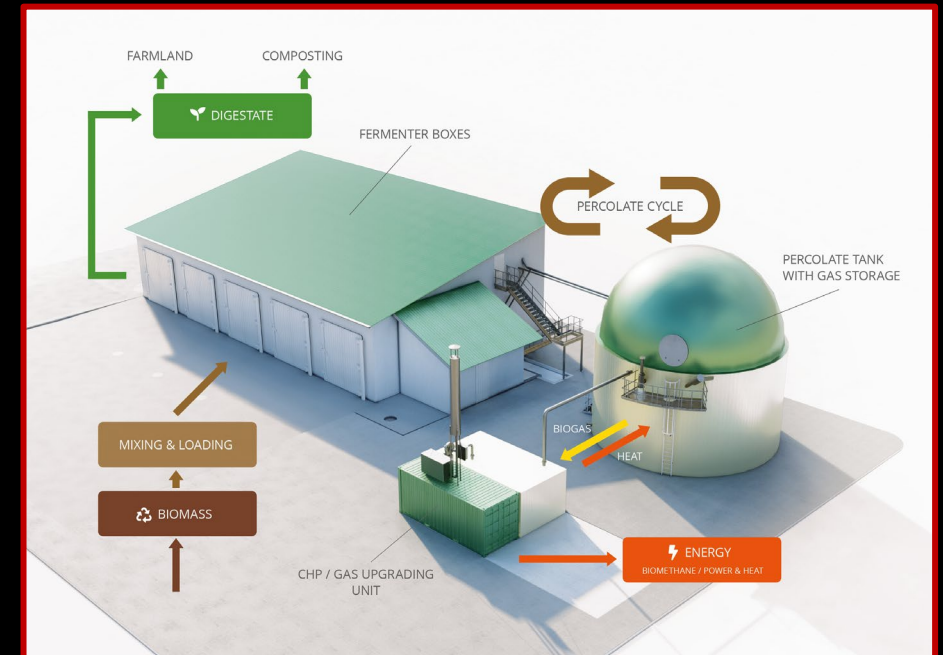 FARMLAND
COMPOSTING
DIGESTATE
FERMENTER BOXES
PERCOLATE CYCLE
PERCOLATE TANK
WITH GAS STORAGE
BIOGAS
HEAT
MIXING & LOADING
BIOMASS
ENERGY
BIOMETHANE / POWER & HEAT
CHP / GAS UPGRADING
UNIT